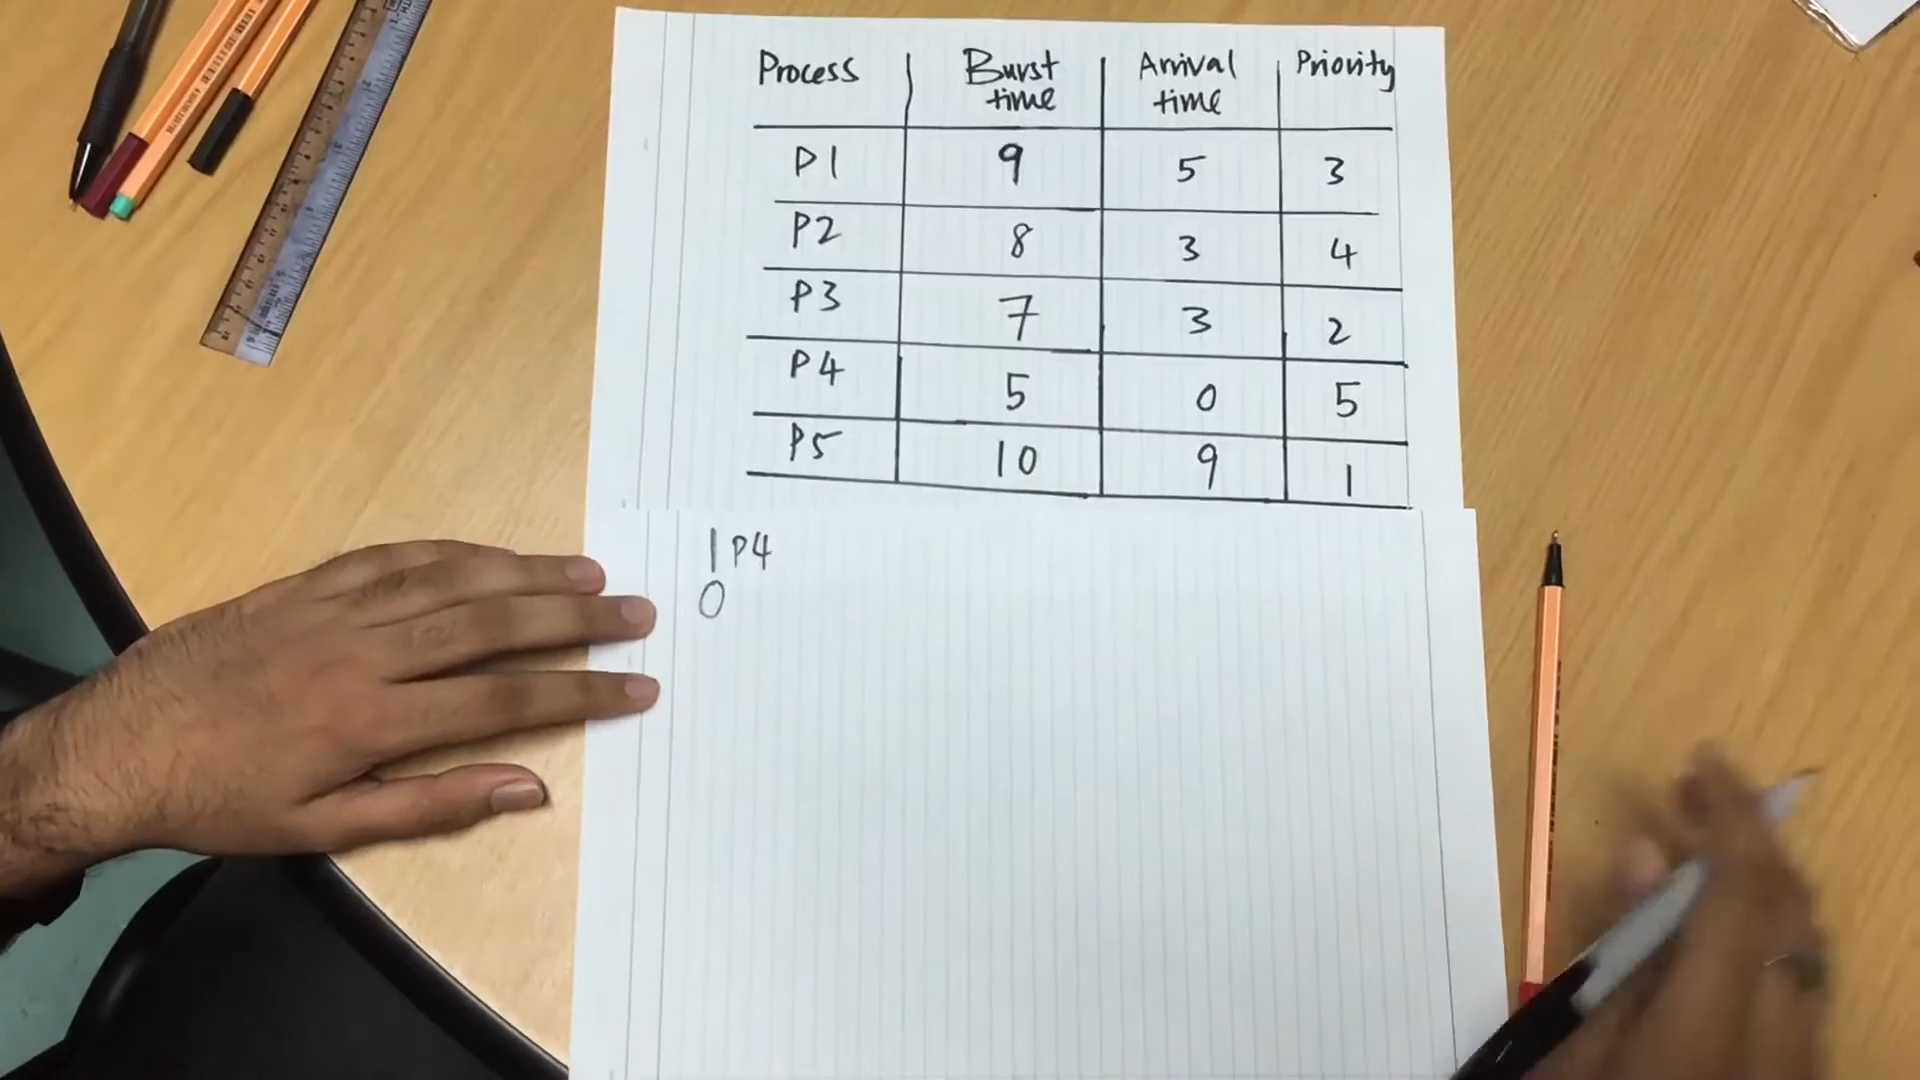 Process Burst time Arrival time Priority
P1 9 5 3
P2 8 3 4
P3 7 3 2
P4 5 0 5
P5 10 9 1
P4
0